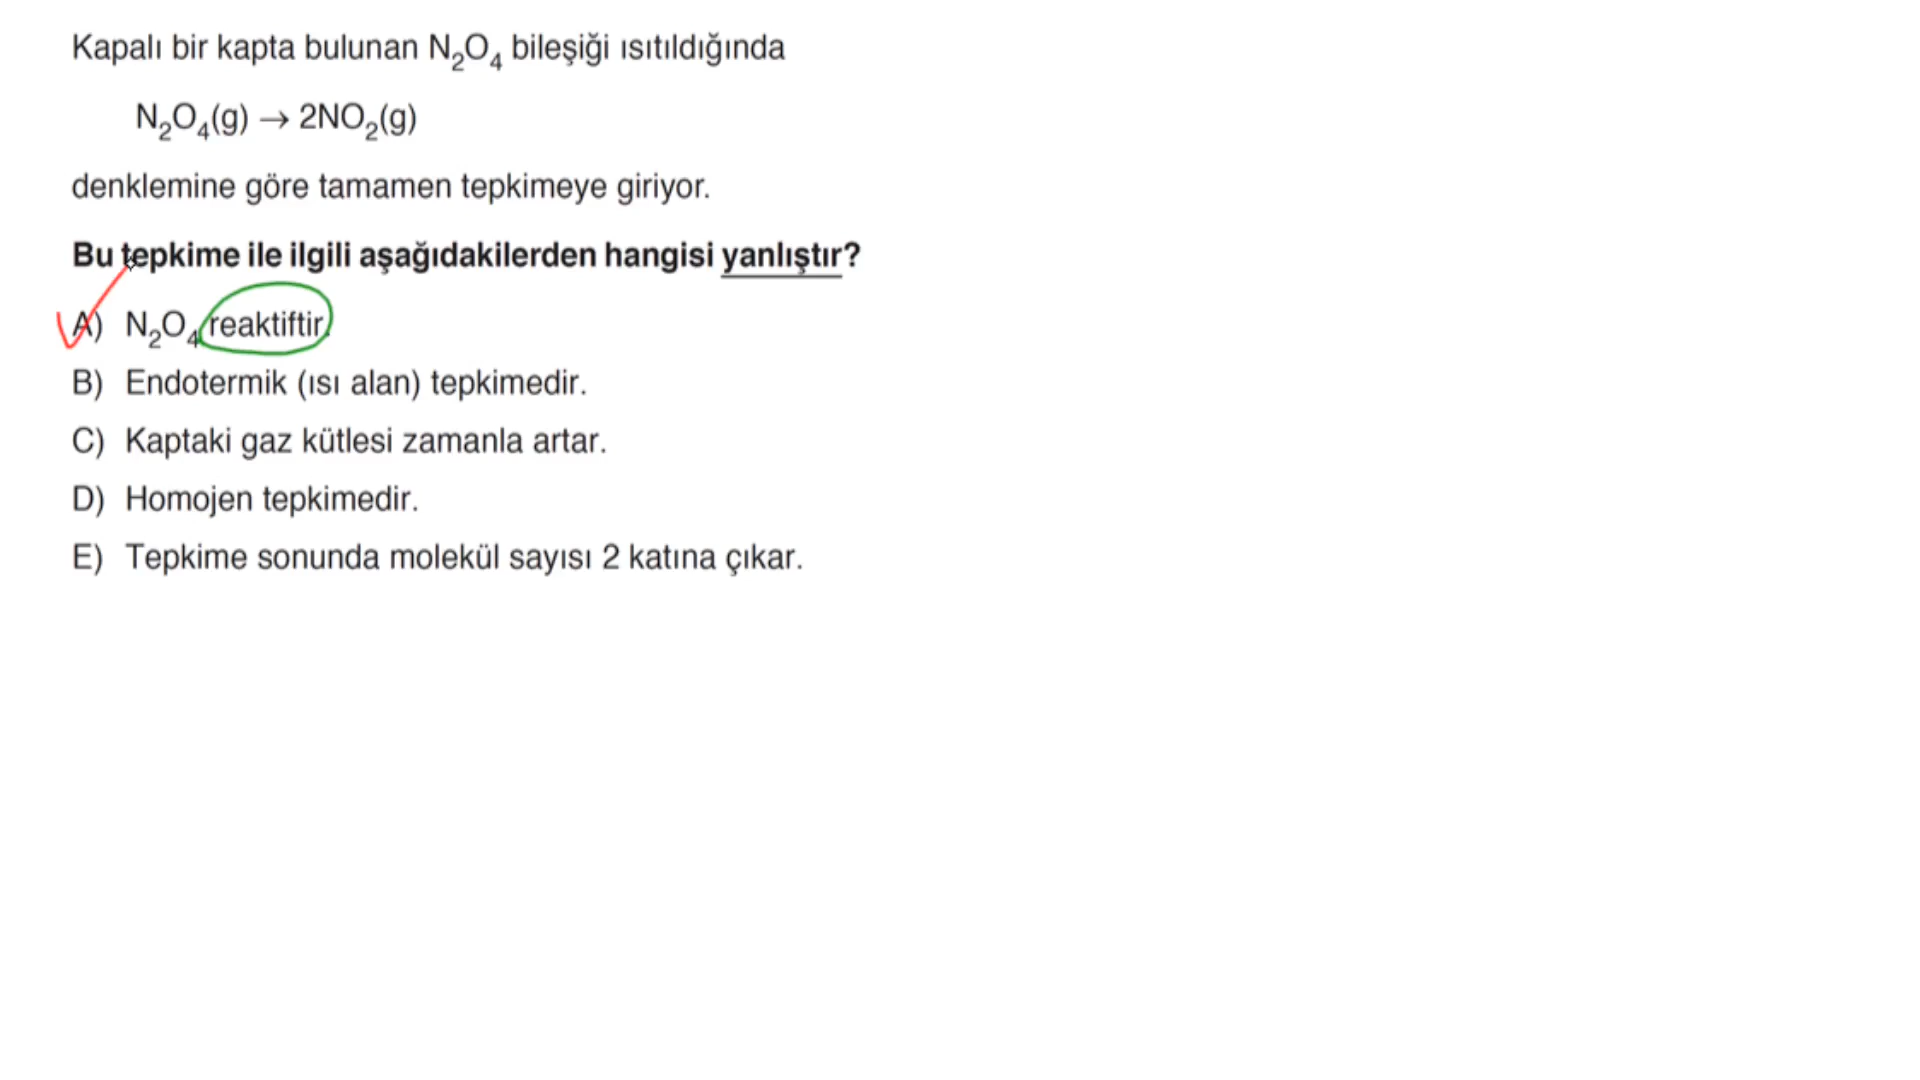 Kapalı bir kapta bulunan N₂O₄ bileşiği ısıtıldığında
N₂O₄(g) → 2NO₂(g)
denklemine göre tamamen tepkimeye giriyor.
Bu tepkime ile ilgili aşağıdakilerden hangisi yanlıştır?
A) N₂O₄ reaktiftir.
B) Endotermik (ısı alan) tepkimedir.
C) Kaptaki gaz kütlesi zamanla artar.
D) Homojen tepkimedir.
E) Tepkime sonunda molekül sayısı 2 katına çıkar.